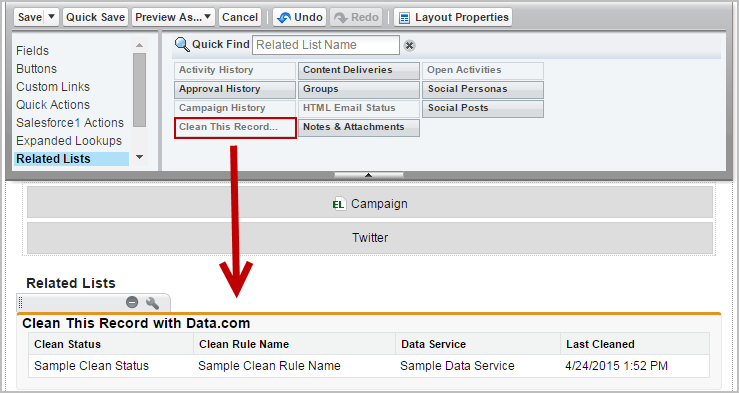 Save Quick Save Preview As... Cancel Undo Redo Layout Properties
Fields
Buttons
Custom Links
Quick Actions
Salesforce1 Actions
Expanded Lookups
Related Lists
Quick Find Related List Name
Activity History Content Deliveries Open Activities
Approval History Groups Social Personas
Campaign History HTML Email Status Social Posts
Clean This Record... Notes & Attachments
EL Campaign
Twitter
Related Lists
Clean This Record with Data.com
Clean Status Clean Rule Name Data Service Last Cleaned
Sample Clean Status Sample Clean Rule Name Sample Data Service 4/24/2015 1:52 PM